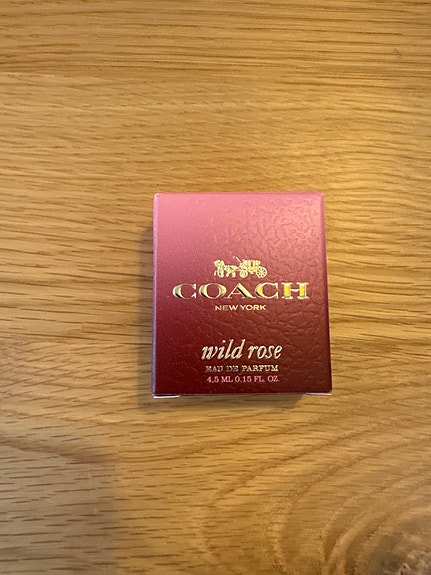 COACH
NEW YORK
wild rose
EAU DE PARFUM
4.5 ML 0.15 FL. OZ